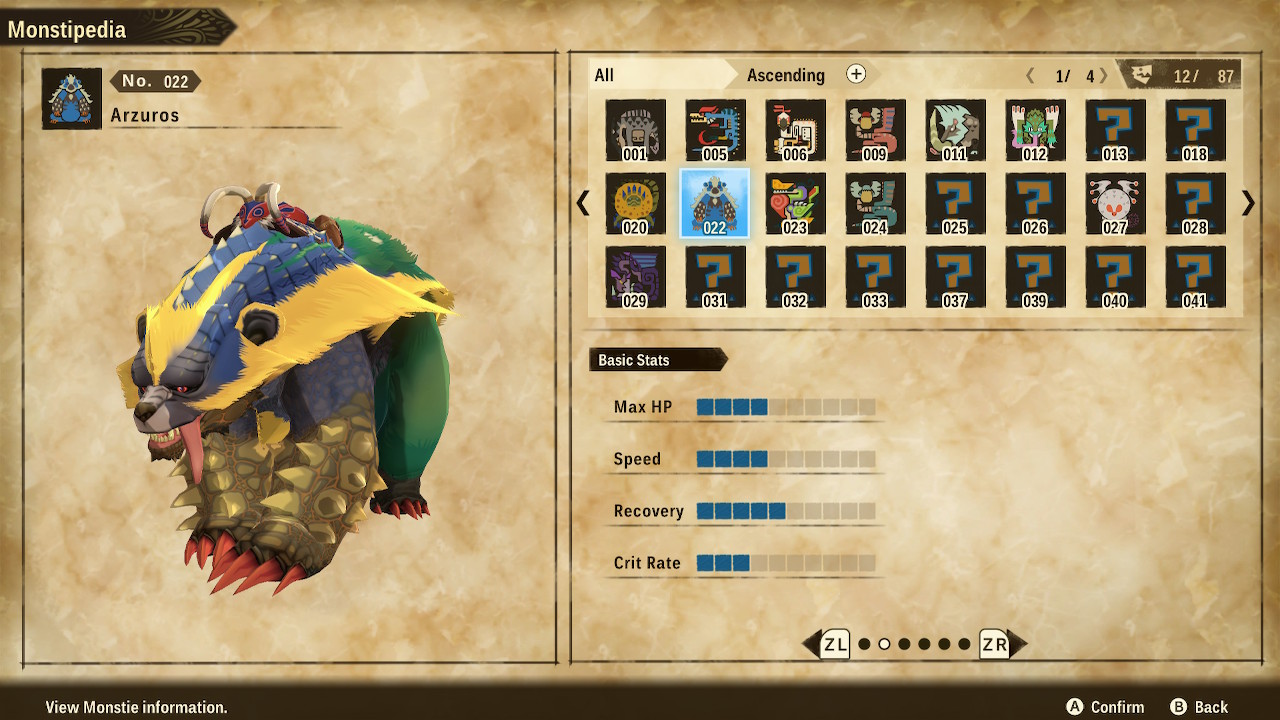 Monstipedia
No. 022
Arzuros
All
Ascending
1/ 4
12/ 87
001 005 006 009 011 012 013 018
020 022 023 024 025 026 027 028
029 031 032 033 037 039 040 041
Basic Stats
Max HP
Speed
Recovery
Crit Rate
ZL ZR
View Monstie information.
A Confirm B Back